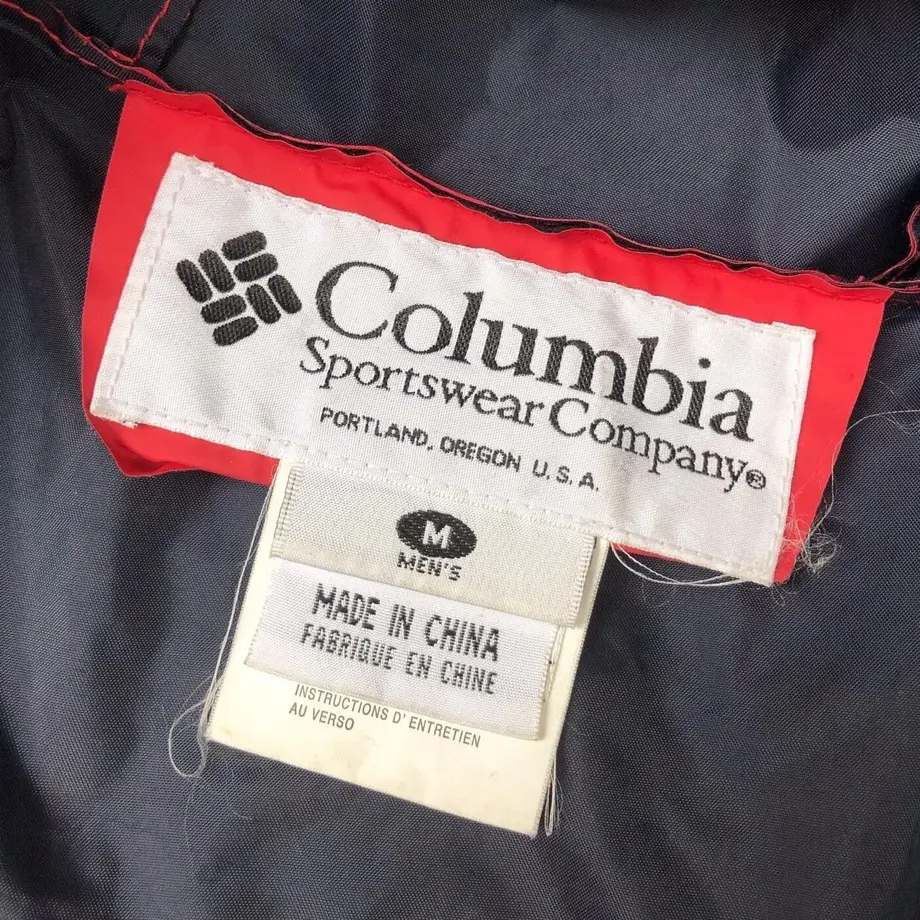 Columbia
Sportswear Company®
PORTLAND, OREGON U.S.A.
M
MEN'S
MADE IN CHINA
FABRIQUE EN CHINE
INSTRUCTIONS D'ENTRETIEN
AU VERSO